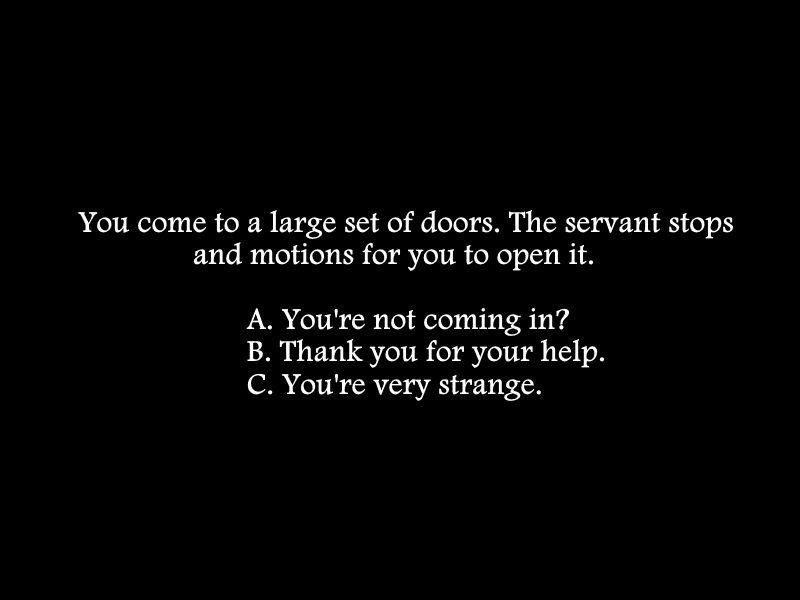 You come to a large set of doors. The servant stops
and motions for you to open it.
A. You're not coming in?
B. Thank you for your help.
C. You're very strange.